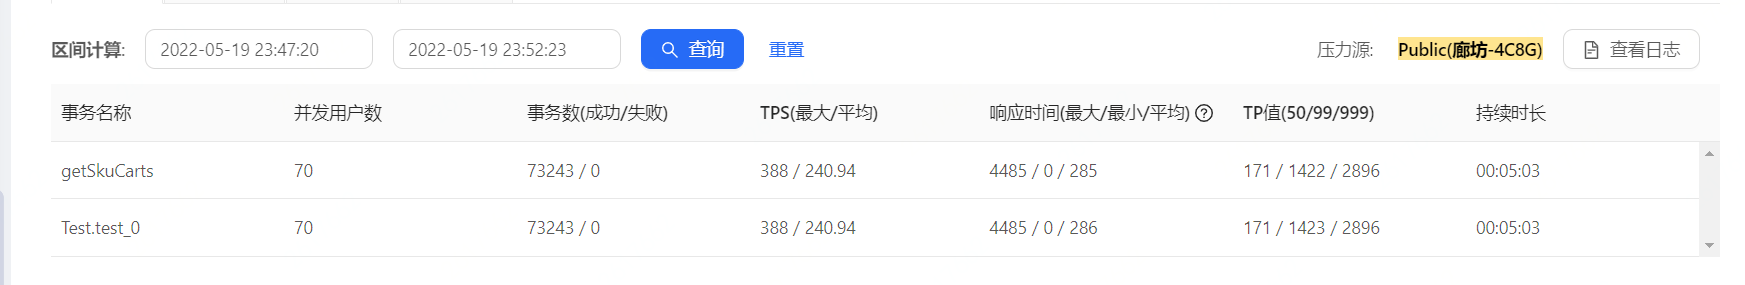 区间计算: 2022-05-19 23:47:20 2022-05-19 23:52:23 查询 重置 压力源: Public(廊坊-4C8G) 查看日志
事务名称 并发用户数 事务数(成功/失败) TPS(最大/平均) 响应时间(最大/最小/平均) TP值(50/99/999) 持续时长
getSkuCarts 70 73243 / 0 388 / 240.94 4485 / 0 / 285 171 / 1422 / 2896 00:05:03
Test.test_0 70 73243 / 0 388 / 240.94 4485 / 0 / 286 171 / 1423 / 2896 00:05:03